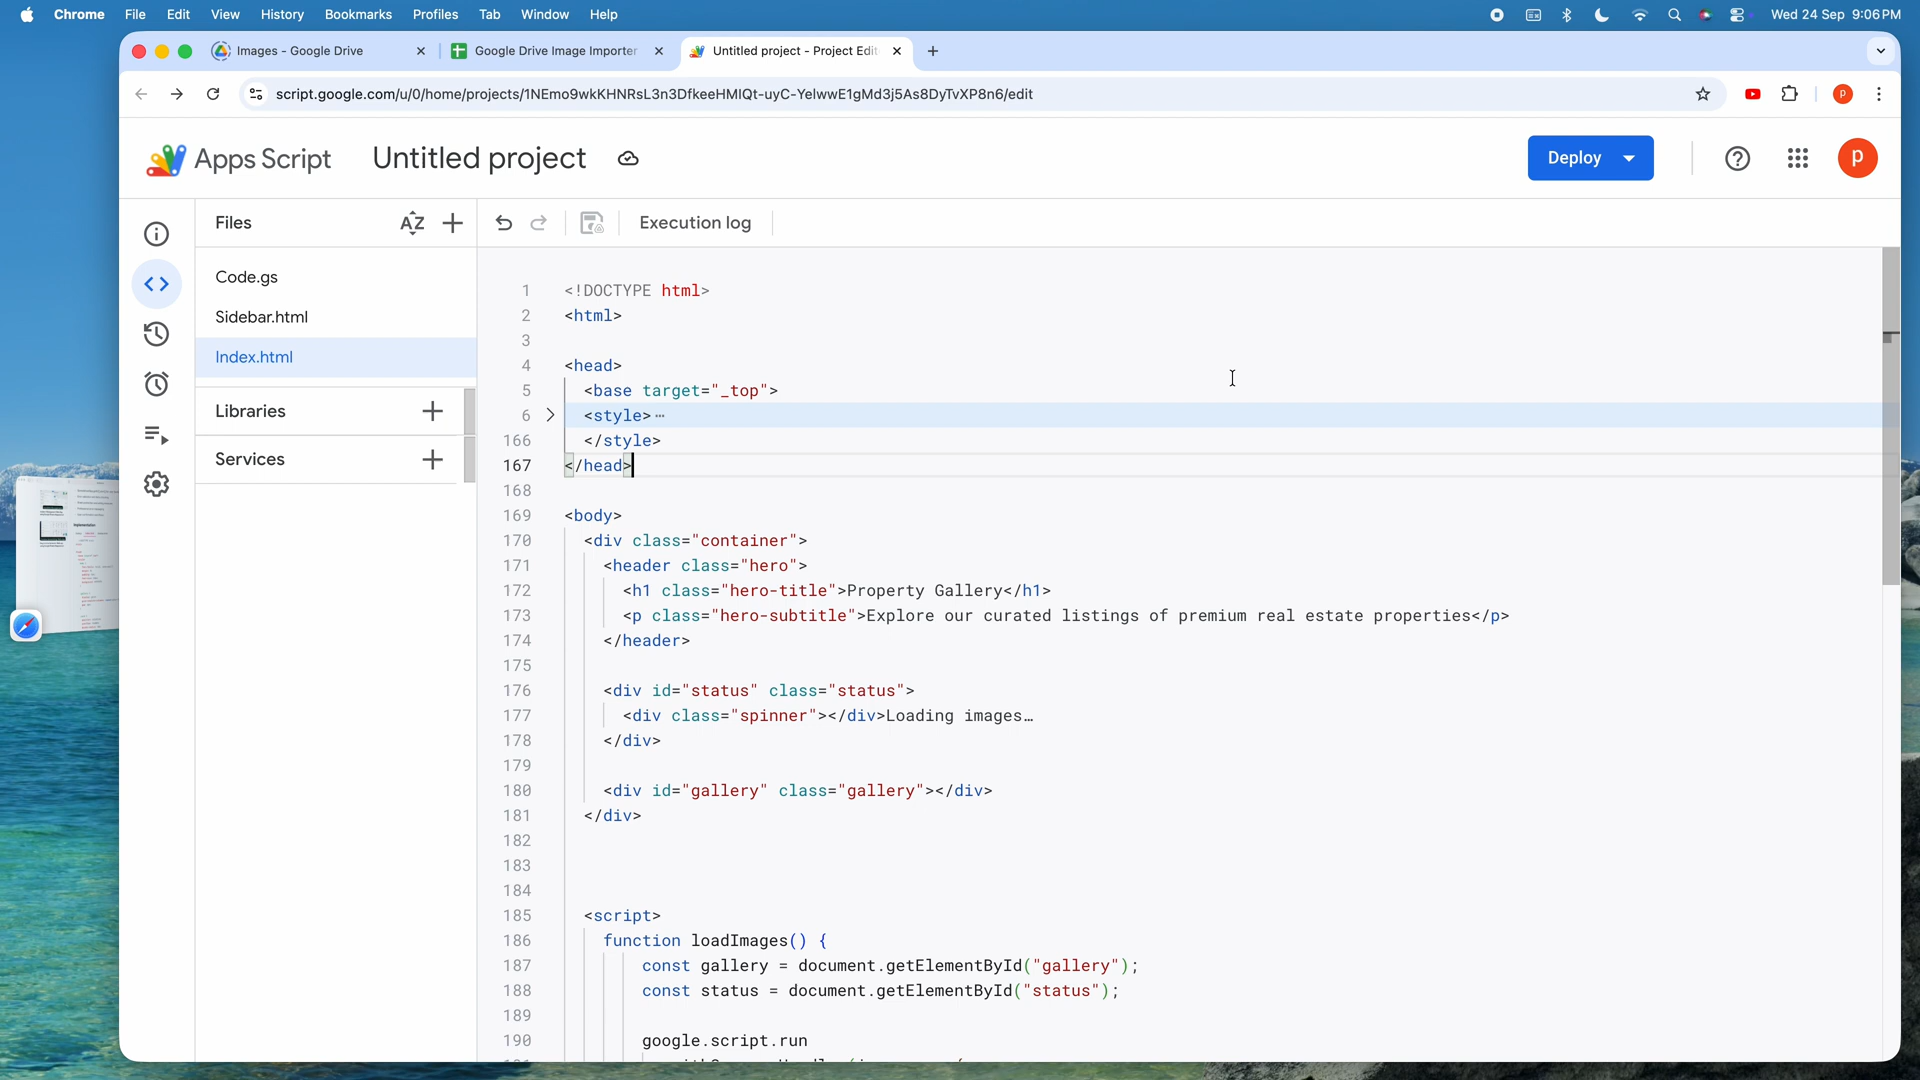 Chrome File Edit View History Bookmarks Profiles Tab Window Help
Wed 24 Sep 9:06 PM
Images - Google Drive
Google Drive Image Importer
Untitled project - Project Edit
script.google.com/u/0/home/projects/1NEmo9wkKHNRsL3n3DfkeeHMIQt-uyC-YelwwE1gMd3j5As8DyTvXP8n6/edit
p
Apps Script
Untitled project
Deploy
p
Files
AZ
Execution log
Code.gs
Sidebar.html
Index.html
Libraries
Services
1 <!DOCTYPE html>
2 <html>
3
4 <head>
5 <base target="_top">
6 <style>…
166 </style>
167 </head>
168
169 <body>
170 <div class="container">
171 <header class="hero">
172 <h1 class="hero-title">Property Gallery</h1>
173 <p class="hero-subtitle">Explore our curated listings of premium real estate properties</p>
174 </header>
175
176 <div id="status" class="status">
177 <div class="spinner"></div>Loading images…
178 </div>
179
180 <div id="gallery" class="gallery"></div>
181 </div>
182
183
184
185 <script>
186 function loadImages() {
187 const gallery = document.getElementById("gallery");
188 const status = document.getElementById("status");
189
190 google.script.run